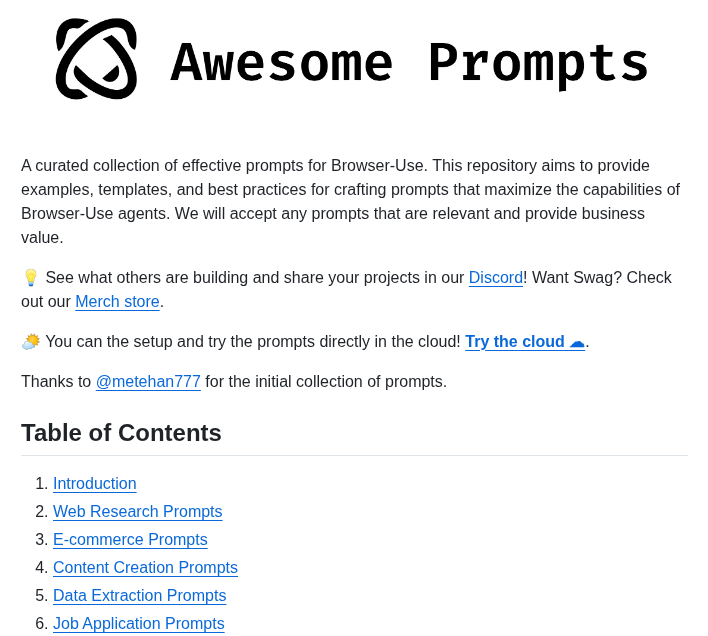 Awesome Prompts
A curated collection of effective prompts for Browser-Use. This repository aims to provide
examples, templates, and best practices for crafting prompts that maximize the capabilities of
Browser-Use agents. We will accept any prompts that are relevant and provide business
value.
💡 See what others are building and share your projects in our Discord! Want Swag? Check
out our Merch store.
🌤 You can the setup and try the prompts directly in the cloud! Try the cloud ☁.
Thanks to @metehan777 for the initial collection of prompts.
Table of Contents
1. Introduction
2. Web Research Prompts
3. E-commerce Prompts
4. Content Creation Prompts
5. Data Extraction Prompts
6. Job Application Prompts